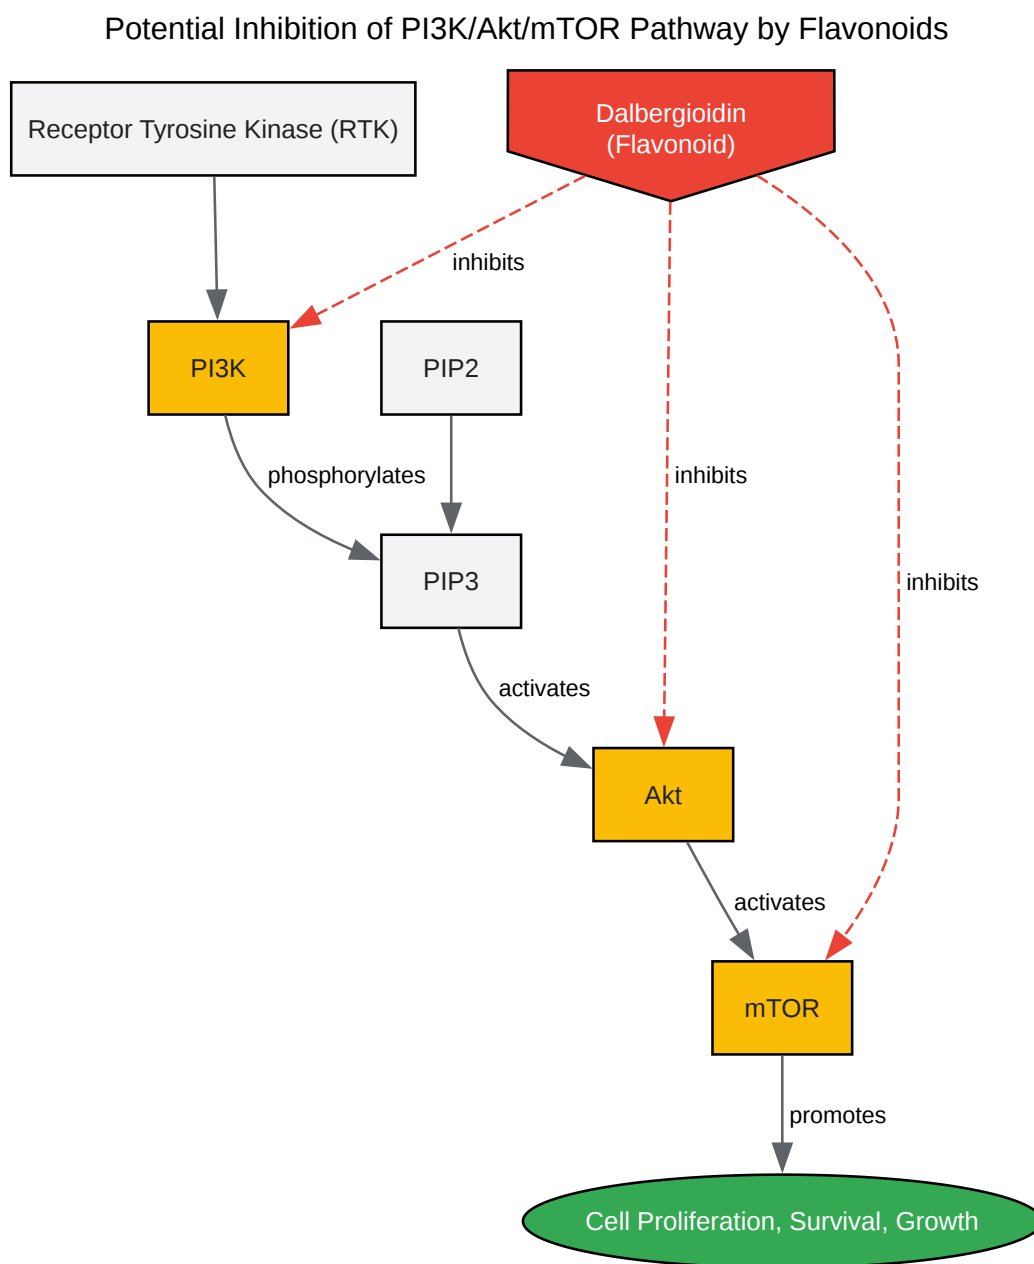 Potential Inhibition of PI3K/Akt/mTOR Pathway by Flavonoids
Receptor Tyrosine Kinase (RTK)
Dalbergioidin
(Flavonoid)
inhibits
PI3K
PIP2
phosphorylates
inhibits
PIP3
inhibits
activates
Akt
activates
mTOR
promotes
Cell Proliferation, Survival, Growth